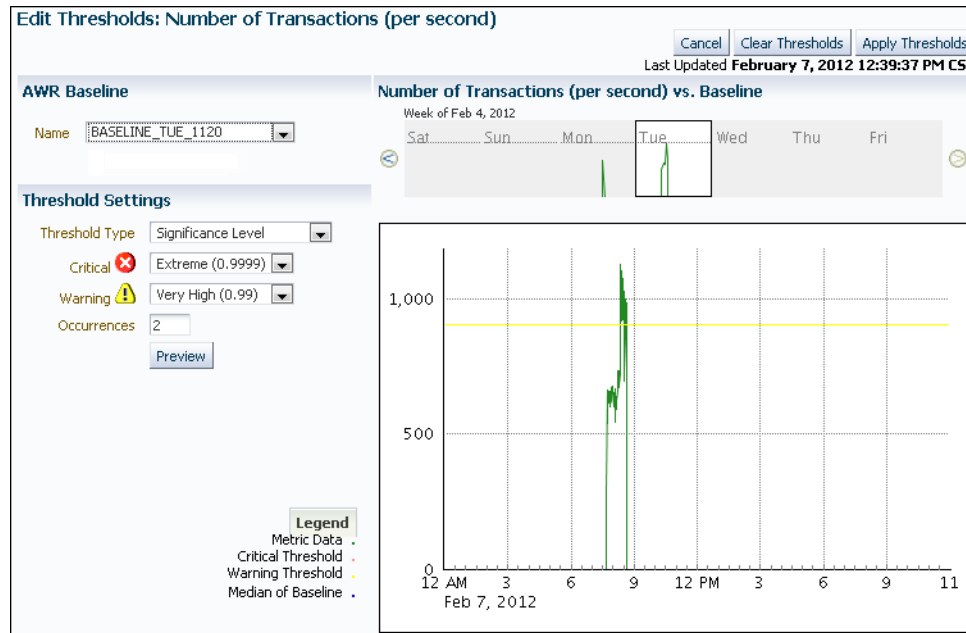 Edit Thresholds: Number of Transactions (per second)
Cancel Clear Thresholds Apply Thresholds
Last Updated February 7, 2012 12:39:37 PM CS
AWR Baseline
Name BASELINE_TUE_1120
Number of Transactions (per second) vs. Baseline
Week of Feb 4, 2012
Sat Sun Mon Tue Wed Thu Fri
< >
Threshold Settings
Threshold Type Significance Level
Critical Extreme (0.9999)
Warning Very High (0.99)
Occurrences 2
Preview
Legend
Metric Data
Critical Threshold
Warning Threshold
Median of Baseline
1,000
500
0
12 AM 3 6 9 12 PM 3 6 9 11
Feb 7, 2012